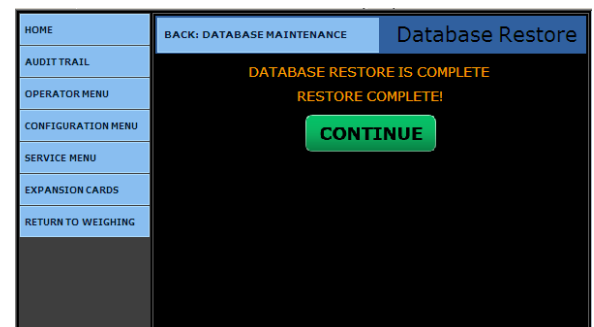 HOME
AUDIT TRAIL
OPERATOR MENU
CONFIGURATION MENU
SERVICE MENU
EXPANSION CARDS
RETURN TO WEIGHING
BACK: DATABASE MAINTENANCE
Database Restore
DATABASE RESTORE IS COMPLETE
RESTORE COMPLETE!
CONTINUE